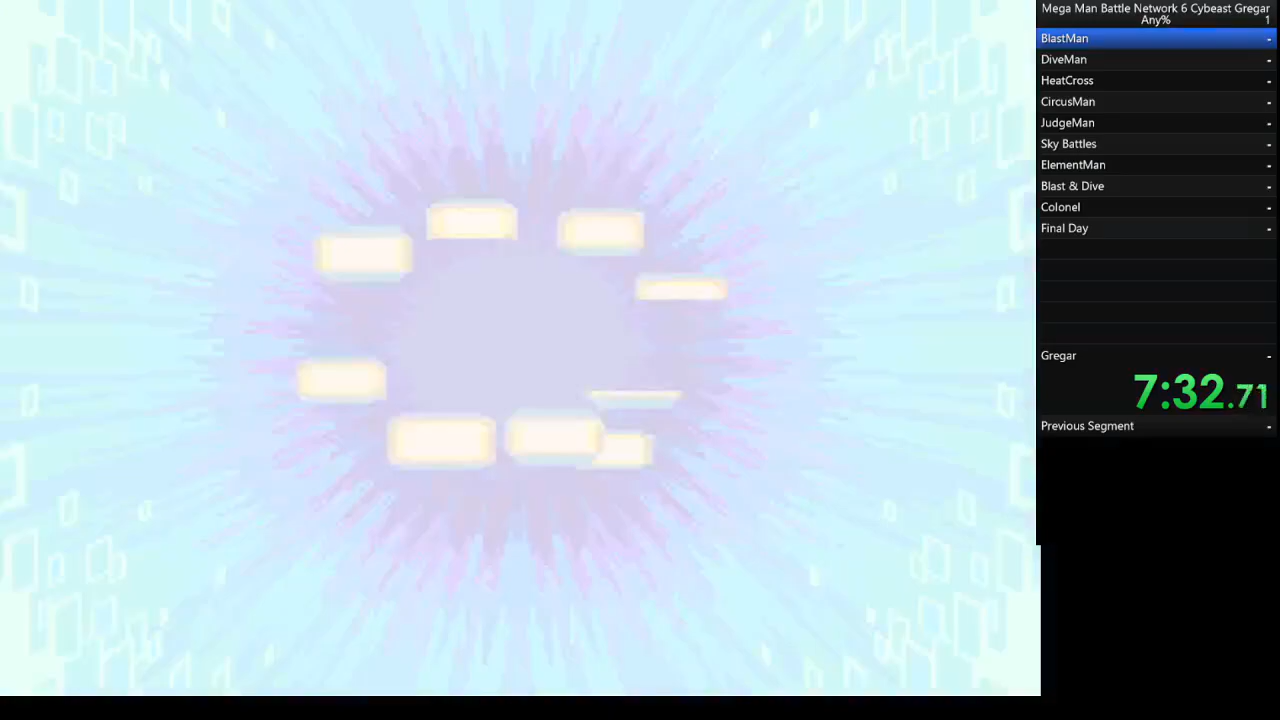 Mega Man Battle Network 6 Cybeast Gregar
Any% 1
BlastMan -
DiveMan -
HeatCross -
CircusMan -
JudgeMan -
Sky Battles -
ElementMan -
Blast & Dive -
Colonel -
Final Day -
Gregar -
7:32.71
Previous Segment -